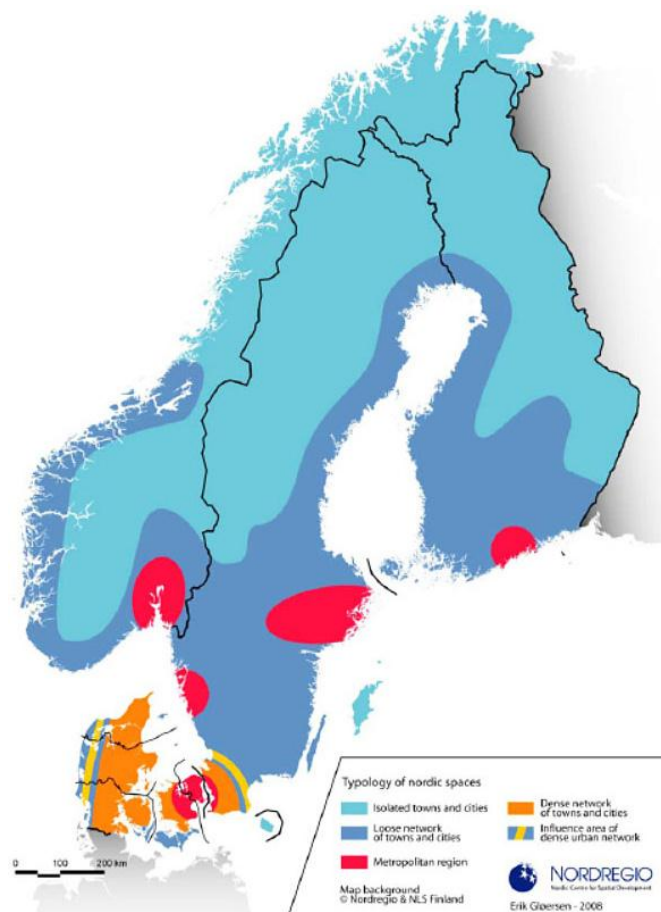 Typology of nordic spaces
Isolated towns and cities
Loose network
of towns and cities
Metropolitan region
Dense network
of towns and cities
Influence area of
dense urban network
Map background
© Nordregio & NLS Finland
NORDREGIO
Nordic Centre for Spatial Development
Erik Gløersen - 2008
0 100 200 km